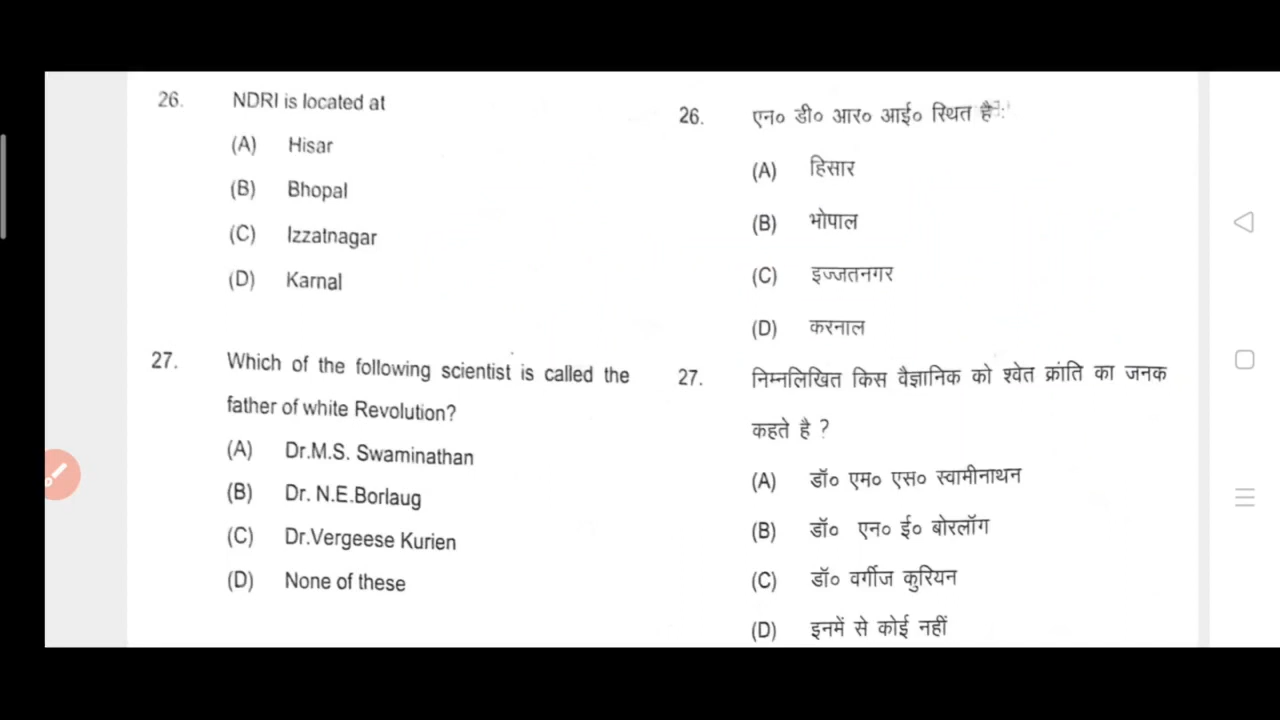 26. NDRI is located at
(A) Hisar
(B) Bhopal
(C) Izzatnagar
(D) Karnal
27. Which of the following scientist is called the
father of white Revolution?
(A) Dr.M.S. Swaminathan
(B) Dr. N.E.Borlaug
(C) Dr.Vergeese Kurien
(D) None of these
26. एन० डी० आर० आई० स्थित है :
(A) हिसार
(B) भोपाल
(C) इज्जतनगर
(D) करनाल
27. निम्नलिखित किस वैज्ञानिक को श्वेत क्रांति का जनक
कहते है ?
(A) डॉ० एम० एस० स्वामीनाथन
(B) डॉ० एन० ई० बोरलॉग
(C) डॉ० वर्गीज कुरियन
(D) इनमें से कोई नहीं